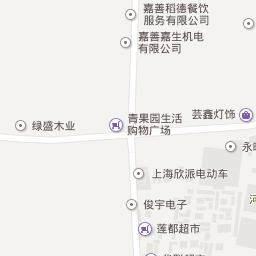 嘉善稻德餐饮
服务有限公司
嘉善嘉生机电
有限公司
芸鑫灯饰
青果园生活
购物广场
绿盛木业
永
上海欣派电动车
俊宇电子
河
莲都超市